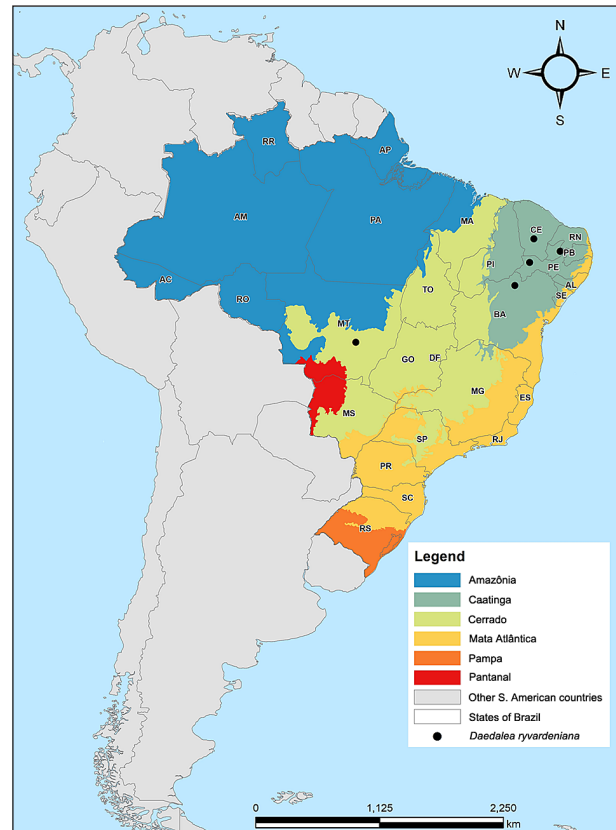 N
W E
S
RR
AP
AM
PA
MA
CE
RN
PB
PI
PE
AC
AL
SE
RO
TO
BA
MT
GO
DF
MG
ES
MS
SP
RJ
PR
SC
RS
Legend
Amazônia
Caatinga
Cerrado
Mata Atlântica
Pampa
Pantanal
Other S. American countries
States of Brazil
Daedalea ryvardeniana
0 1,125 2,250
km